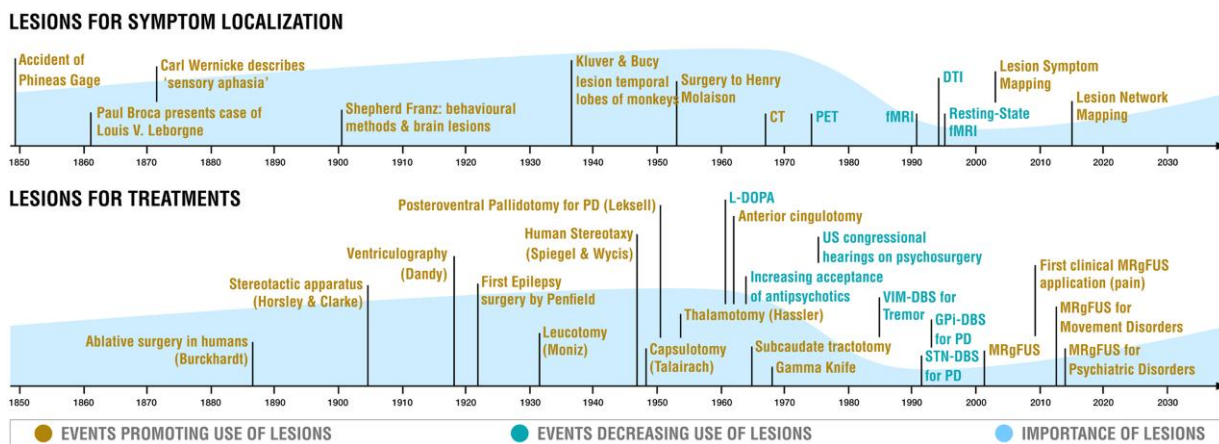 LESIONS FOR SYMPTOM LOCALIZATION
Accident of
Phineas Gage
Carl Wernicke describes
'sensory aphasia'
Paul Broca presents case of
Louis V. Leborgne
Shepherd Franz: behavioural
methods & brain lesions
Kluver & Bucy
lesion temporal
lobes of monkeys
Surgery to Henry
Molaison
CT
PET
fMRI
DTI
Resting-State
fMRI
Lesion Symptom
Mapping
Lesion Network
Mapping
1850 1860 1870 1880 1890 1900 1910 1920 1930 1940 1950 1960 1970 1980 1990 2000 2010 2020 2030
LESIONS FOR TREATMENTS
Ablative surgery in humans
(Burckhardt)
Stereotactic apparatus
(Horsley & Clarke)
Ventriculography
(Dandy)
First Epilepsy
surgery by Penfield
Leucotomy
(Moniz)
Human Stereotaxy
(Spiegel & Wycis)
Capsulotomy
(Talairach)
Posteroventral Pallidotomy for PD (Leksell)
Thalamotomy (Hassler)
L-DOPA
Anterior cingulotomy
Increasing acceptance
of antipsychotics
Subcaudate tractotomy
Gamma Knife
US congressional
hearings on psychosurgery
VIM-DBS for
Tremor
GPi-DBS
for PD
STN-DBS
for PD
MRgFUS
First clinical MRgFUS
application (pain)
MRgFUS for
Movement Disorders
MRgFUS for
Psychiatric Disorders
1850 1860 1870 1880 1890 1900 1910 1920 1930 1940 1950 1960 1970 1980 1990 2000 2010 2020 2030
EVENTS PROMOTING USE OF LESIONS
EVENTS DECREASING USE OF LESIONS
IMPORTANCE OF LESIONS